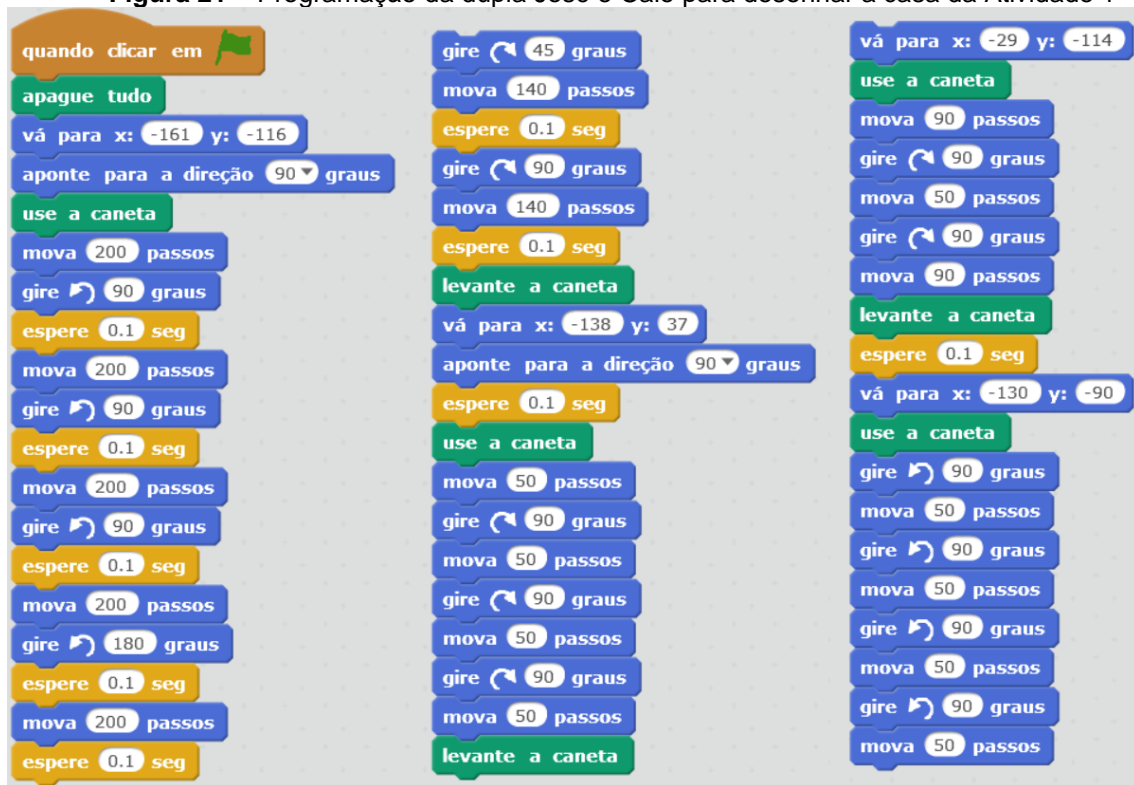 Figura 21 – Programação da dupla José e Caio para desenhar a casa da Atividade 1
quando clicar em
apague tudo
vá para x: -161 y: -116
aponte para a direção 90 graus
use a caneta
mova 200 passos
gire 90 graus
espere 0.1 seg
mova 200 passos
gire 90 graus
espere 0.1 seg
mova 200 passos
gire 90 graus
espere 0.1 seg
mova 200 passos
gire 180 graus
espere 0.1 seg
mova 200 passos
espere 0.1 seg
gire 45 graus
mova 140 passos
espere 0.1 seg
gire 90 graus
mova 140 passos
espere 0.1 seg
levante a caneta
vá para x: -138 y: 37
aponte para a direção 90 graus
espere 0.1 seg
use a caneta
mova 50 passos
gire 90 graus
mova 50 passos
gire 90 graus
mova 50 passos
gire 90 graus
mova 50 passos
levante a caneta
vá para x: -29 y: -114
use a caneta
mova 90 passos
gire 90 graus
mova 50 passos
gire 90 graus
mova 90 passos
levante a caneta
espere 0.1 seg
vá para x: -130 y: -90
use a caneta
gire 90 graus
mova 50 passos
gire 90 graus
mova 50 passos
gire 90 graus
mova 50 passos
gire 90 graus
mova 50 passos